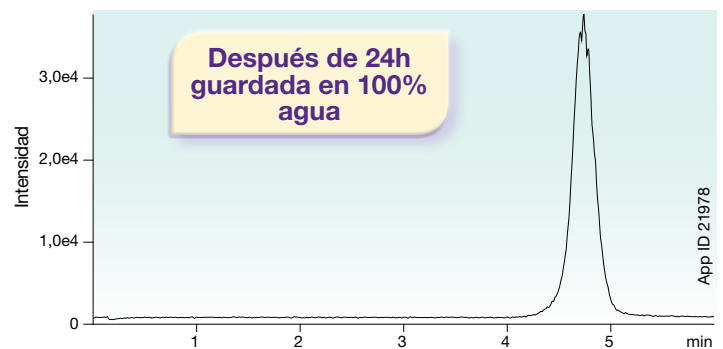 Después de 24h
guardada en 100%
agua
Intensidad
3,0e4
2,0e4
1,0e4
0
1 2 3 4 5 min
App ID 21978